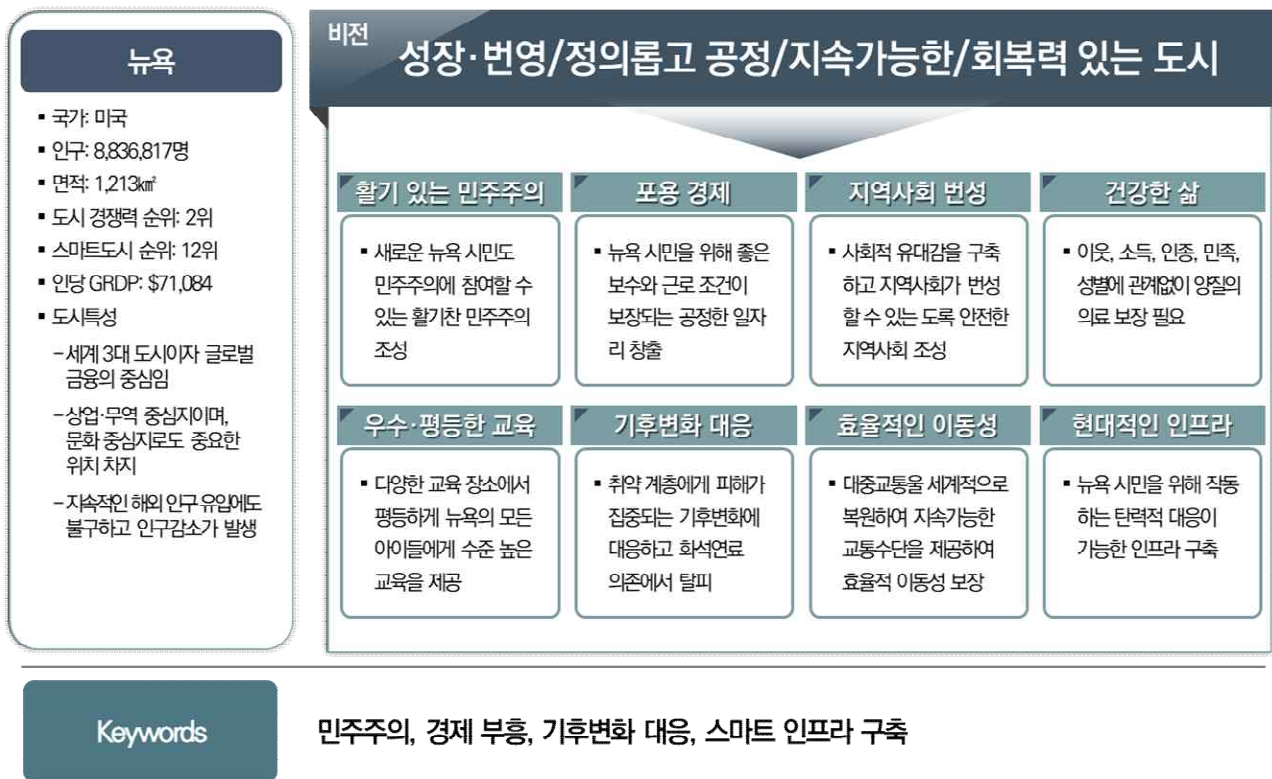 뉴욕
▪ 국가: 미국
▪ 인구: 8,836,817명
▪ 면적: 1,213㎢
▪ 도시 경쟁력 순위: 2위
▪ 스마트도시 순위: 12위
▪ 인당 GRDP: $71,084
▪ 도시특성
–세계 3대 도시이자 글로벌
금융의 중심임
–상업·무역 중심지이며,
문화 중심지로도 중요한
위치 차지
–지속적인 해외 인구 유입에도
불구하고 인구감소가 발생
비전
성장·번영/정의롭고 공정/지속가능한/회복력 있는 도시
활기 있는 민주주의
▪ 새로운 뉴욕 시민도
민주주의에 참여할 수
있는 활기찬 민주주의
조성
포용 경제
▪ 뉴욕 시민을 위해 좋은
보수와 근로 조건이
보장되는 공정한 일자
리 창출
지역사회 번성
▪ 사회적 유대감을 구축
하고 지역사회가 번성
할 수 있는 도록 안전한
지역사회 조성
건강한 삶
▪ 이웃, 소득, 인종, 민족,
성별에 관계없이 양질의
의료 보장 필요
우수·평등한 교육
▪ 다양한 교육 장소에서
평등하게 뉴욕의 모든
아이들에게 수준 높은
교육을 제공
기후변화 대응
▪ 취약 계층에게 피해가
집중되는 기후변화에
대응하고 화석연료
의존에서 탈피
효율적인 이동성
▪ 대중교통울 세계적으로
복원하여 지속가능한
교통수단을 제공하여
효율적 이동성 보장
현대적인 인프라
▪ 뉴욕 시민을 위해 작동
하는 탄력적 대응이
가능한 인프라 구축
Keywords
민주주의, 경제 부흥, 기후변화 대응, 스마트 인프라 구축